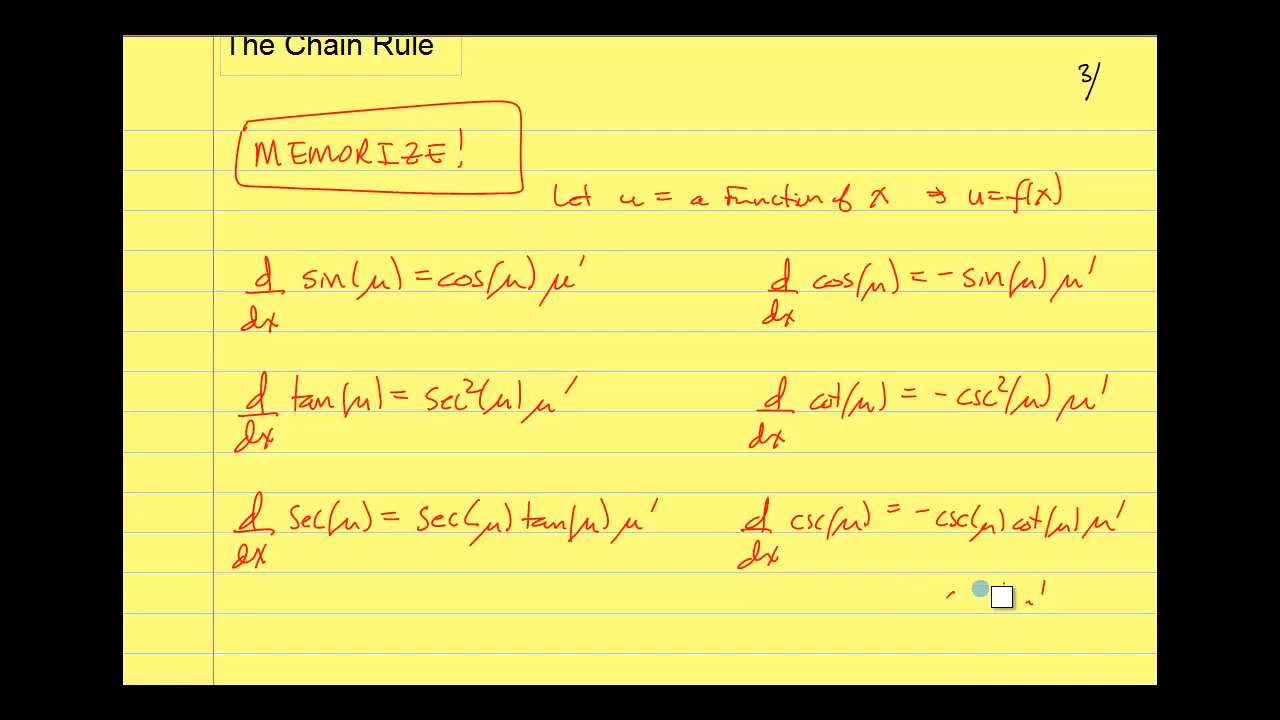 The Chain Rule
3/
MEMORIZE!
Let u = a function of x ⇒ u=f(x)
d/dx sin(μ) = cos(μ) μ' d/dx cos(μ) = -sin(μ) μ'
d/dx tan(μ) = sec²(μ) μ' d/dx cot(μ) = -csc²(μ) μ'
d/dx sec(μ) = sec(μ) tan(μ) μ' d/dx csc(μ) = -csc(μ) cot(μ) μ'